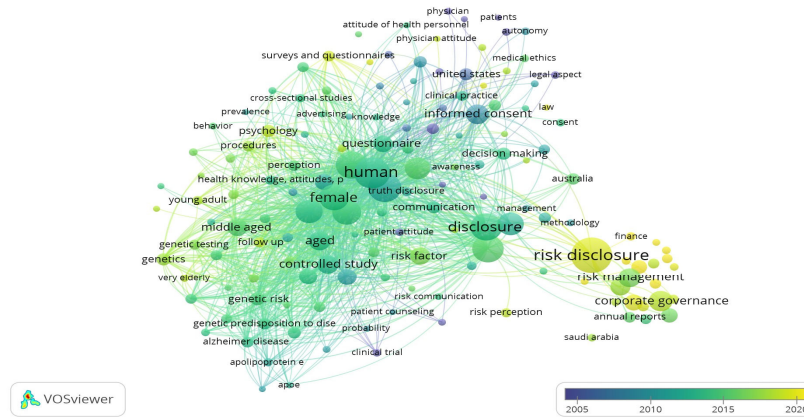 physician
patients
attitude of health personnel
autonomy
physician attitude
surveys and questionnaires
medical ethics
united states
legal aspect
cross-sectional studies
clinical practice
prevalence
advertising
knowledge
informed consent
law
behavior
psychology
consent
procedures
questionnaire
perception
decision making
human
awareness
health knowledge, attitudes, p
truth disclosure
australia
young adult
female
communication
management
middle aged
patient attitude
disclosure
methodology
genetic testing
follow up
aged
finance
genetics
controlled study
risk factor
risk disclosure
very elderly
risk management
genetic risk
risk communication
corporate governance
patient counseling
risk perception
annual reports
genetic predisposition to dise
probability
alzheimer disease
saudi arabia
clinical trial
apolipoprotein e
apoe
VOSviewer
2005 2010 2015